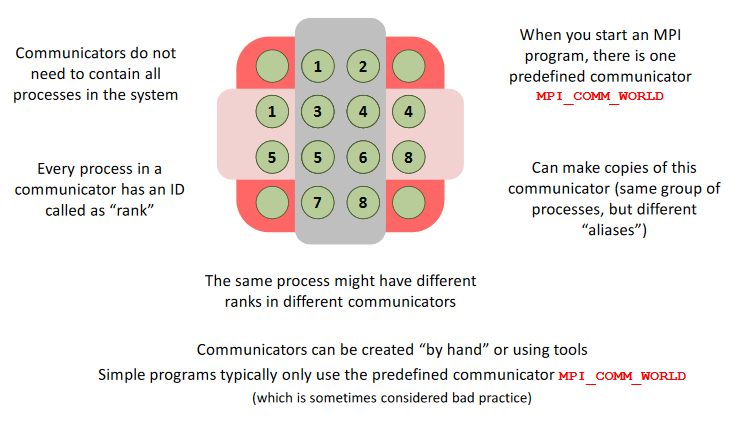 Communicators do not
need to contain all
processes in the system
When you start an MPI
program, there is one
predefined communicator
MPI_COMM_WORLD
1 2
1 3 4 4
5 5 6 8
7 8
Every process in a
communicator has an ID
called as “rank”
Can make copies of this
communicator (same group of
processes, but different
“aliases”)
The same process might have different
ranks in different communicators
Communicators can be created “by hand” or using tools
Simple programs typically only use the predefined communicator MPI_COMM_WORLD
(which is sometimes considered bad practice)